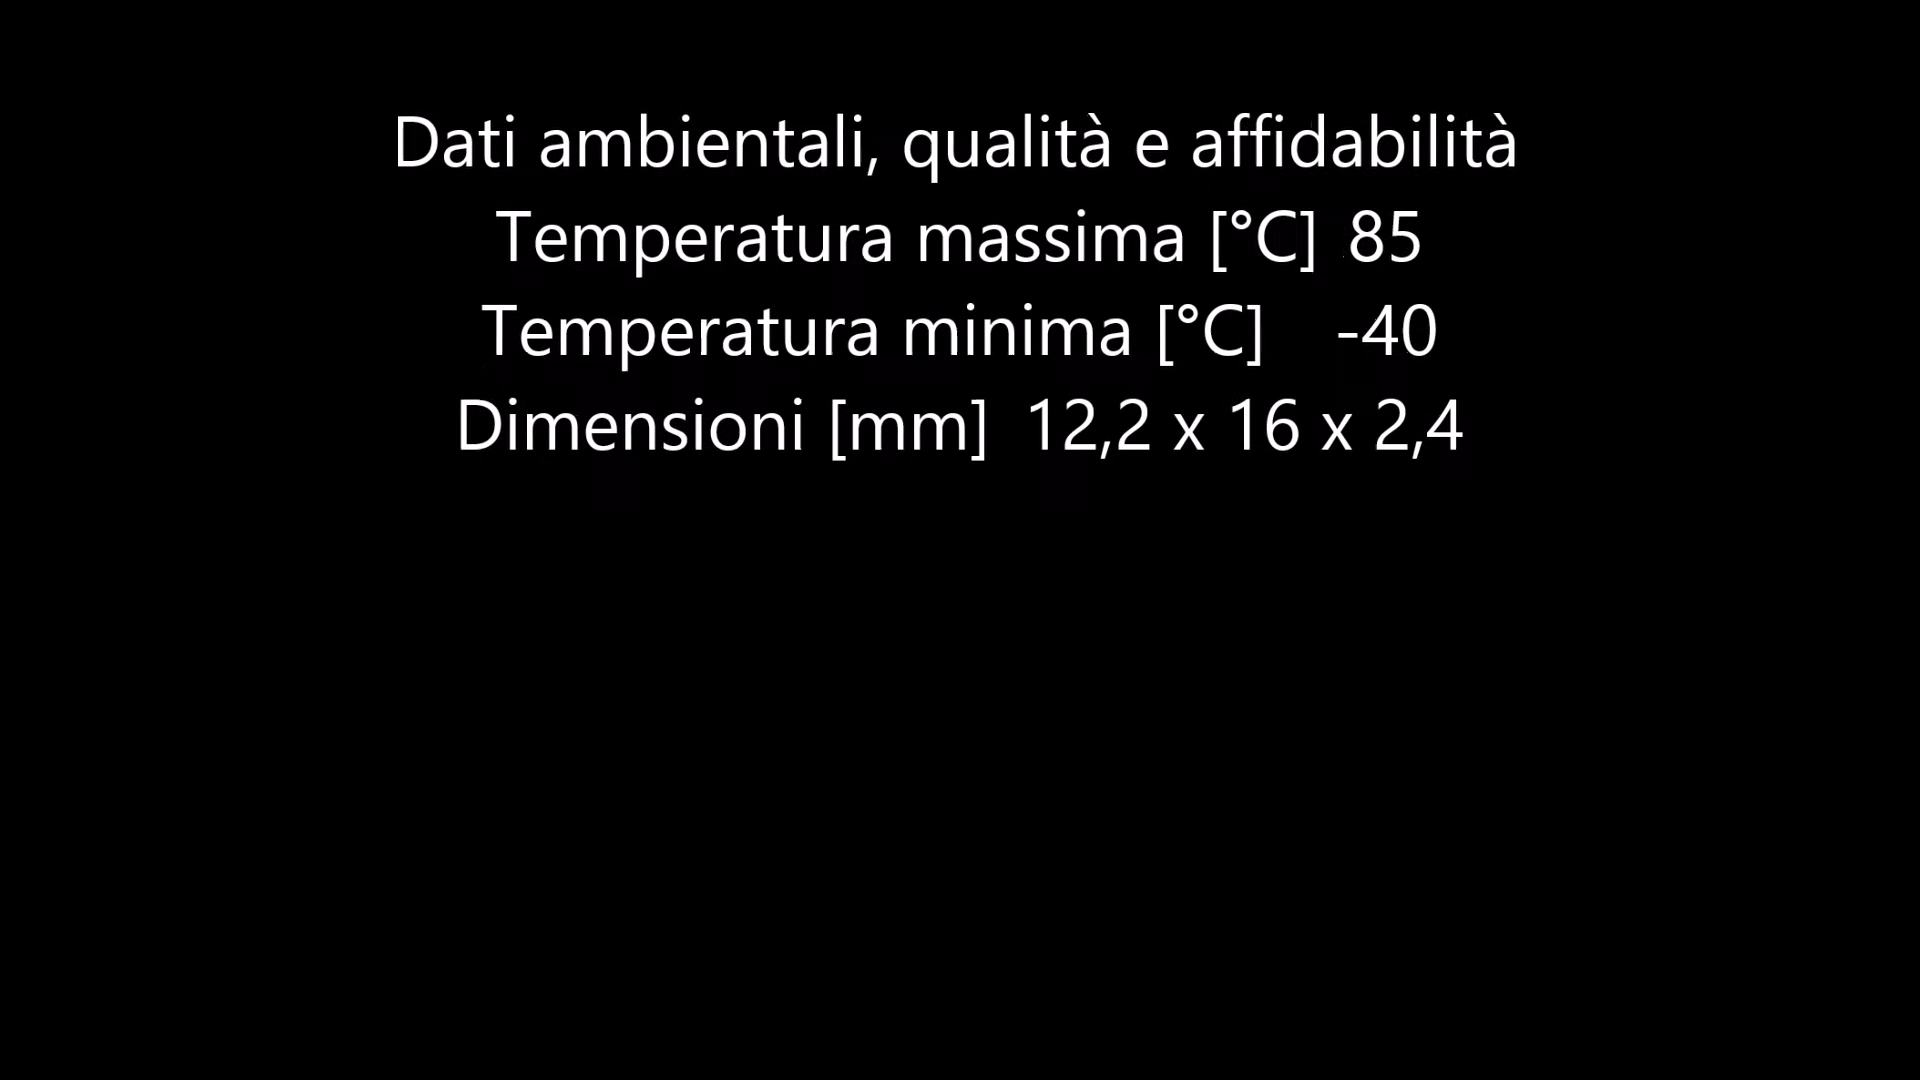 Dati ambientali, qualità e affidabilità
Temperatura massima [°C] 85
Temperatura minima [°C] -40
Dimensioni [mm] 12,2 x 16 x 2,4